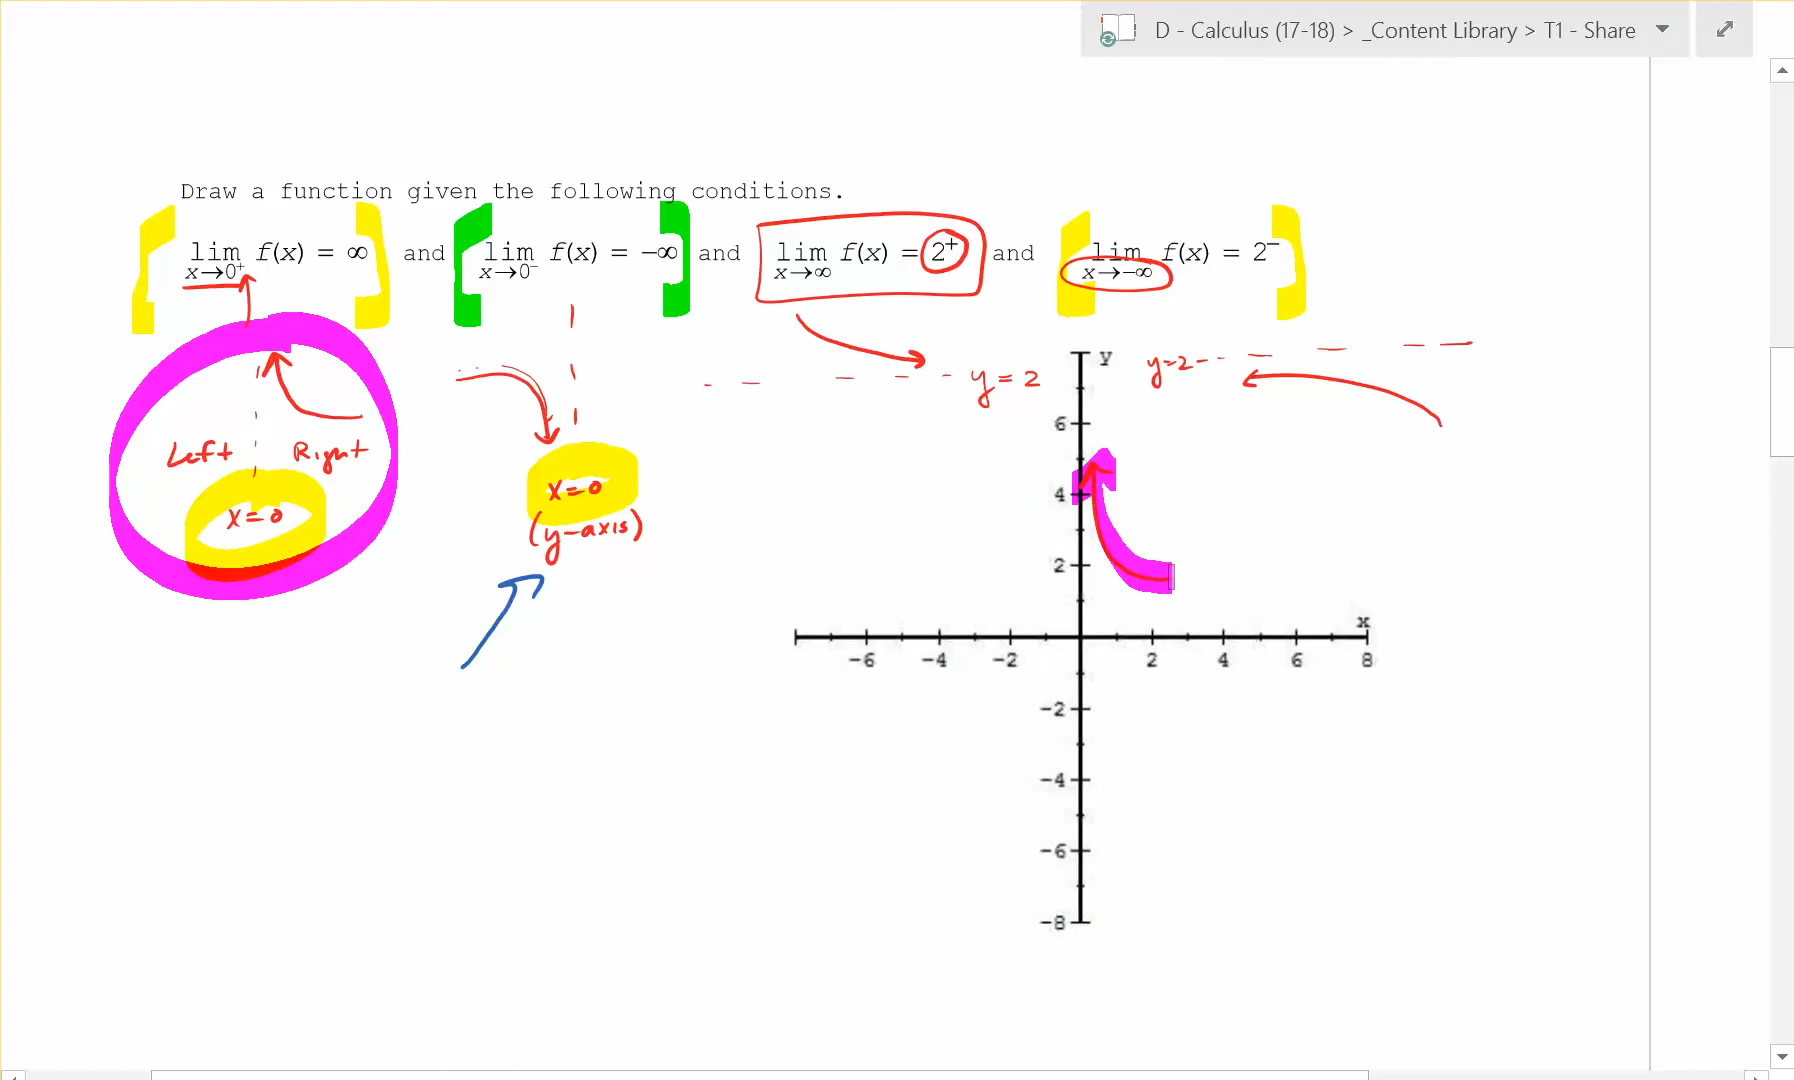 D - Calculus (17-18) > _Content Library > T1 - Share
Draw a function given the following conditions.
lim x→0⁺ f(x) = ∞ and lim x→0⁻ f(x) = -∞ and lim x→∞ f(x) = 2⁺ and lim x→-∞ f(x) = 2⁻
y = 2
y y=2
Left Right
x=0
x=0
(y-axis)
6
4
2
x
-6 -4 -2 2 4 6 8
-2
-4
-6
-8